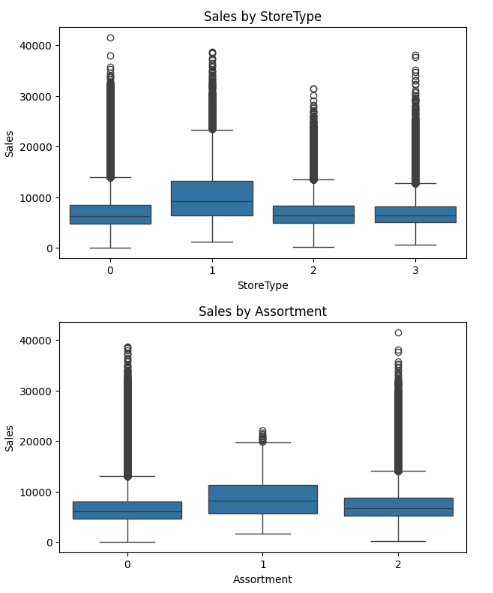 Sales by StoreType
40000
30000
20000
10000
0
Sales
0 1 2 3
StoreType
Sales by Assortment
40000
30000
20000
10000
0
Sales
0 1 2
Assortment